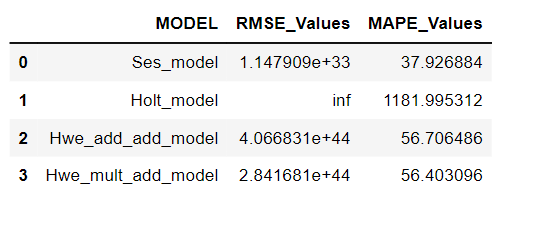 MODEL RMSE_Values MAPE_Values
0 Ses_model 1.147909e+33 37.926884
1 Holt_model inf 1181.995312
2 Hwe_add_add_model 4.066831e+44 56.706486
3 Hwe_mult_add_model 2.841681e+44 56.403096